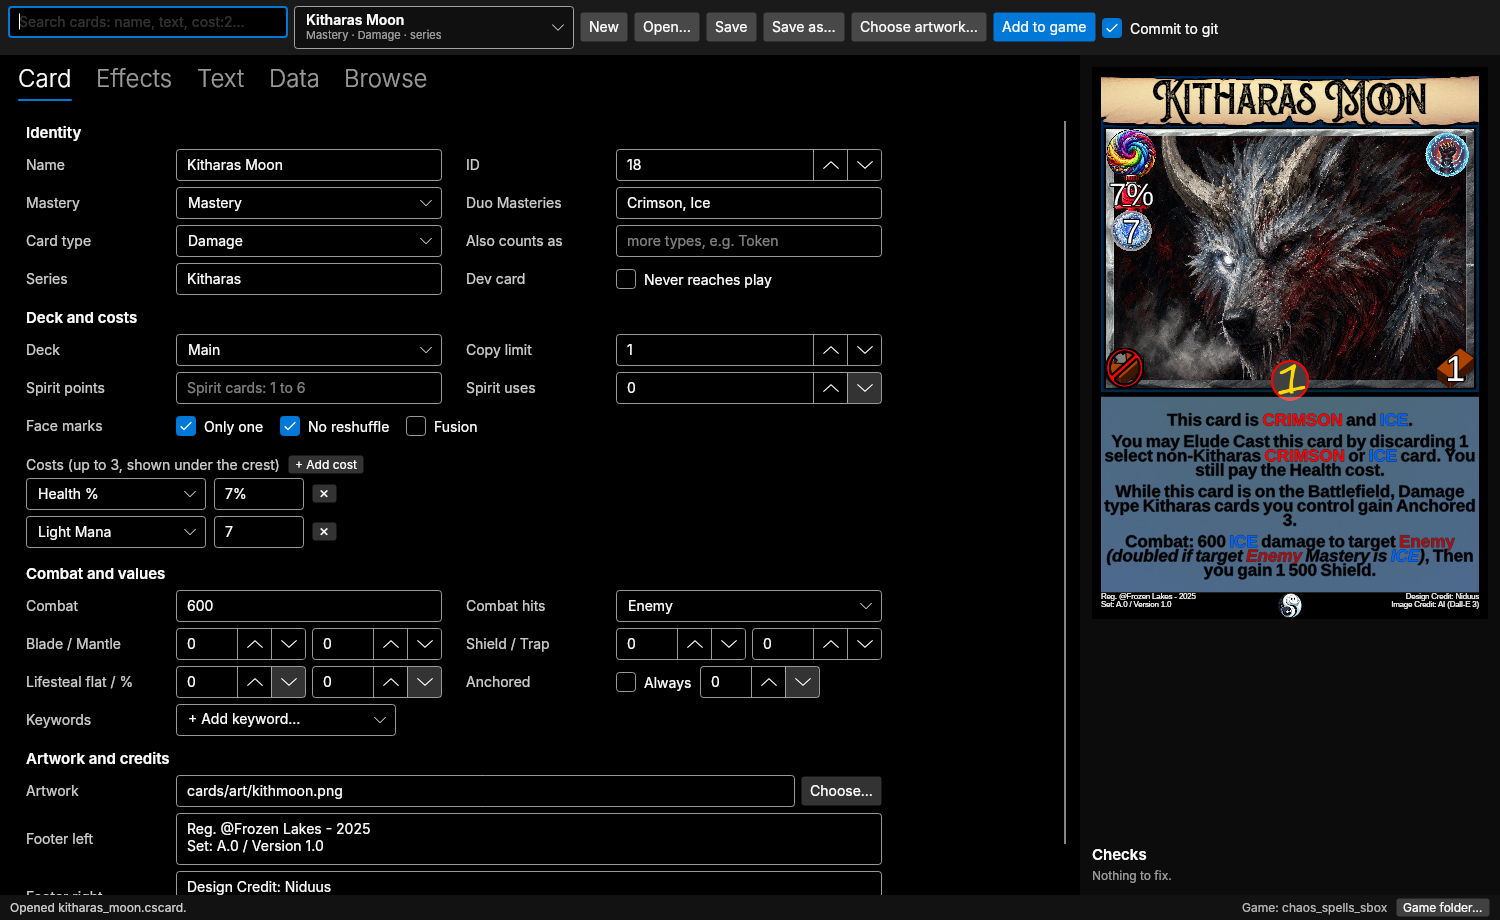 Search cards: name, text, cost:2...
Kitharas Moon
Mastery · Damage · series
New
Open...
Save
Save as...
Choose artwork...
Add to game
Commit to git
Card
Effects
Text
Data
Browse
Identity
Name
Kitharas Moon
ID
18
Mastery
Mastery
Duo Masteries
Crimson, Ice
Card type
Damage
Also counts as
more types, e.g. Token
Series
Kitharas
Dev card
Never reaches play
Deck and costs
Deck
Main
Copy limit
1
Spirit points
Spirit cards: 1 to 6
Spirit uses
0
Face marks
Only one
No reshuffle
Fusion
Costs (up to 3, shown under the crest)
+ Add cost
Health %
7%
×
Light Mana
7
×
Combat and values
Combat
600
Combat hits
Enemy
Blade / Mantle
0
0
Shield / Trap
0
0
Lifesteal flat / %
0
0
Anchored
Always
0
Keywords
+ Add keyword...
Artwork and credits
Artwork
cards/art/kithmoon.png
Choose...
Footer left
Reg. @Frozen Lakes - 2025
Set: A.0 / Version 1.0
Footer right
Design Credit: Niduus
Kitharas Moon
7%
7
1
1
This card is CRIMSON and ICE.
You may Elude Cast this card by discarding 1
select non-Kitharas CRIMSON or ICE card. You
still pay the Health cost.
While this card is on the Battlefield, Damage
type Kitharas cards you control gain Anchored
3.
Combat: 600 ICE damage to target Enemy
(doubled if target Enemy Mastery is ICE), Then
you gain 1 500 Shield.
Reg. @Frozen Lakes - 2025
Set: A.0 / Version 1.0
Design Credit: Niduus
Image Credit: AI (Dall-E 3)
Checks
Nothing to fix.
Opened kitharas_moon.cscard.
Game: chaos_spells_sbox
Game folder...